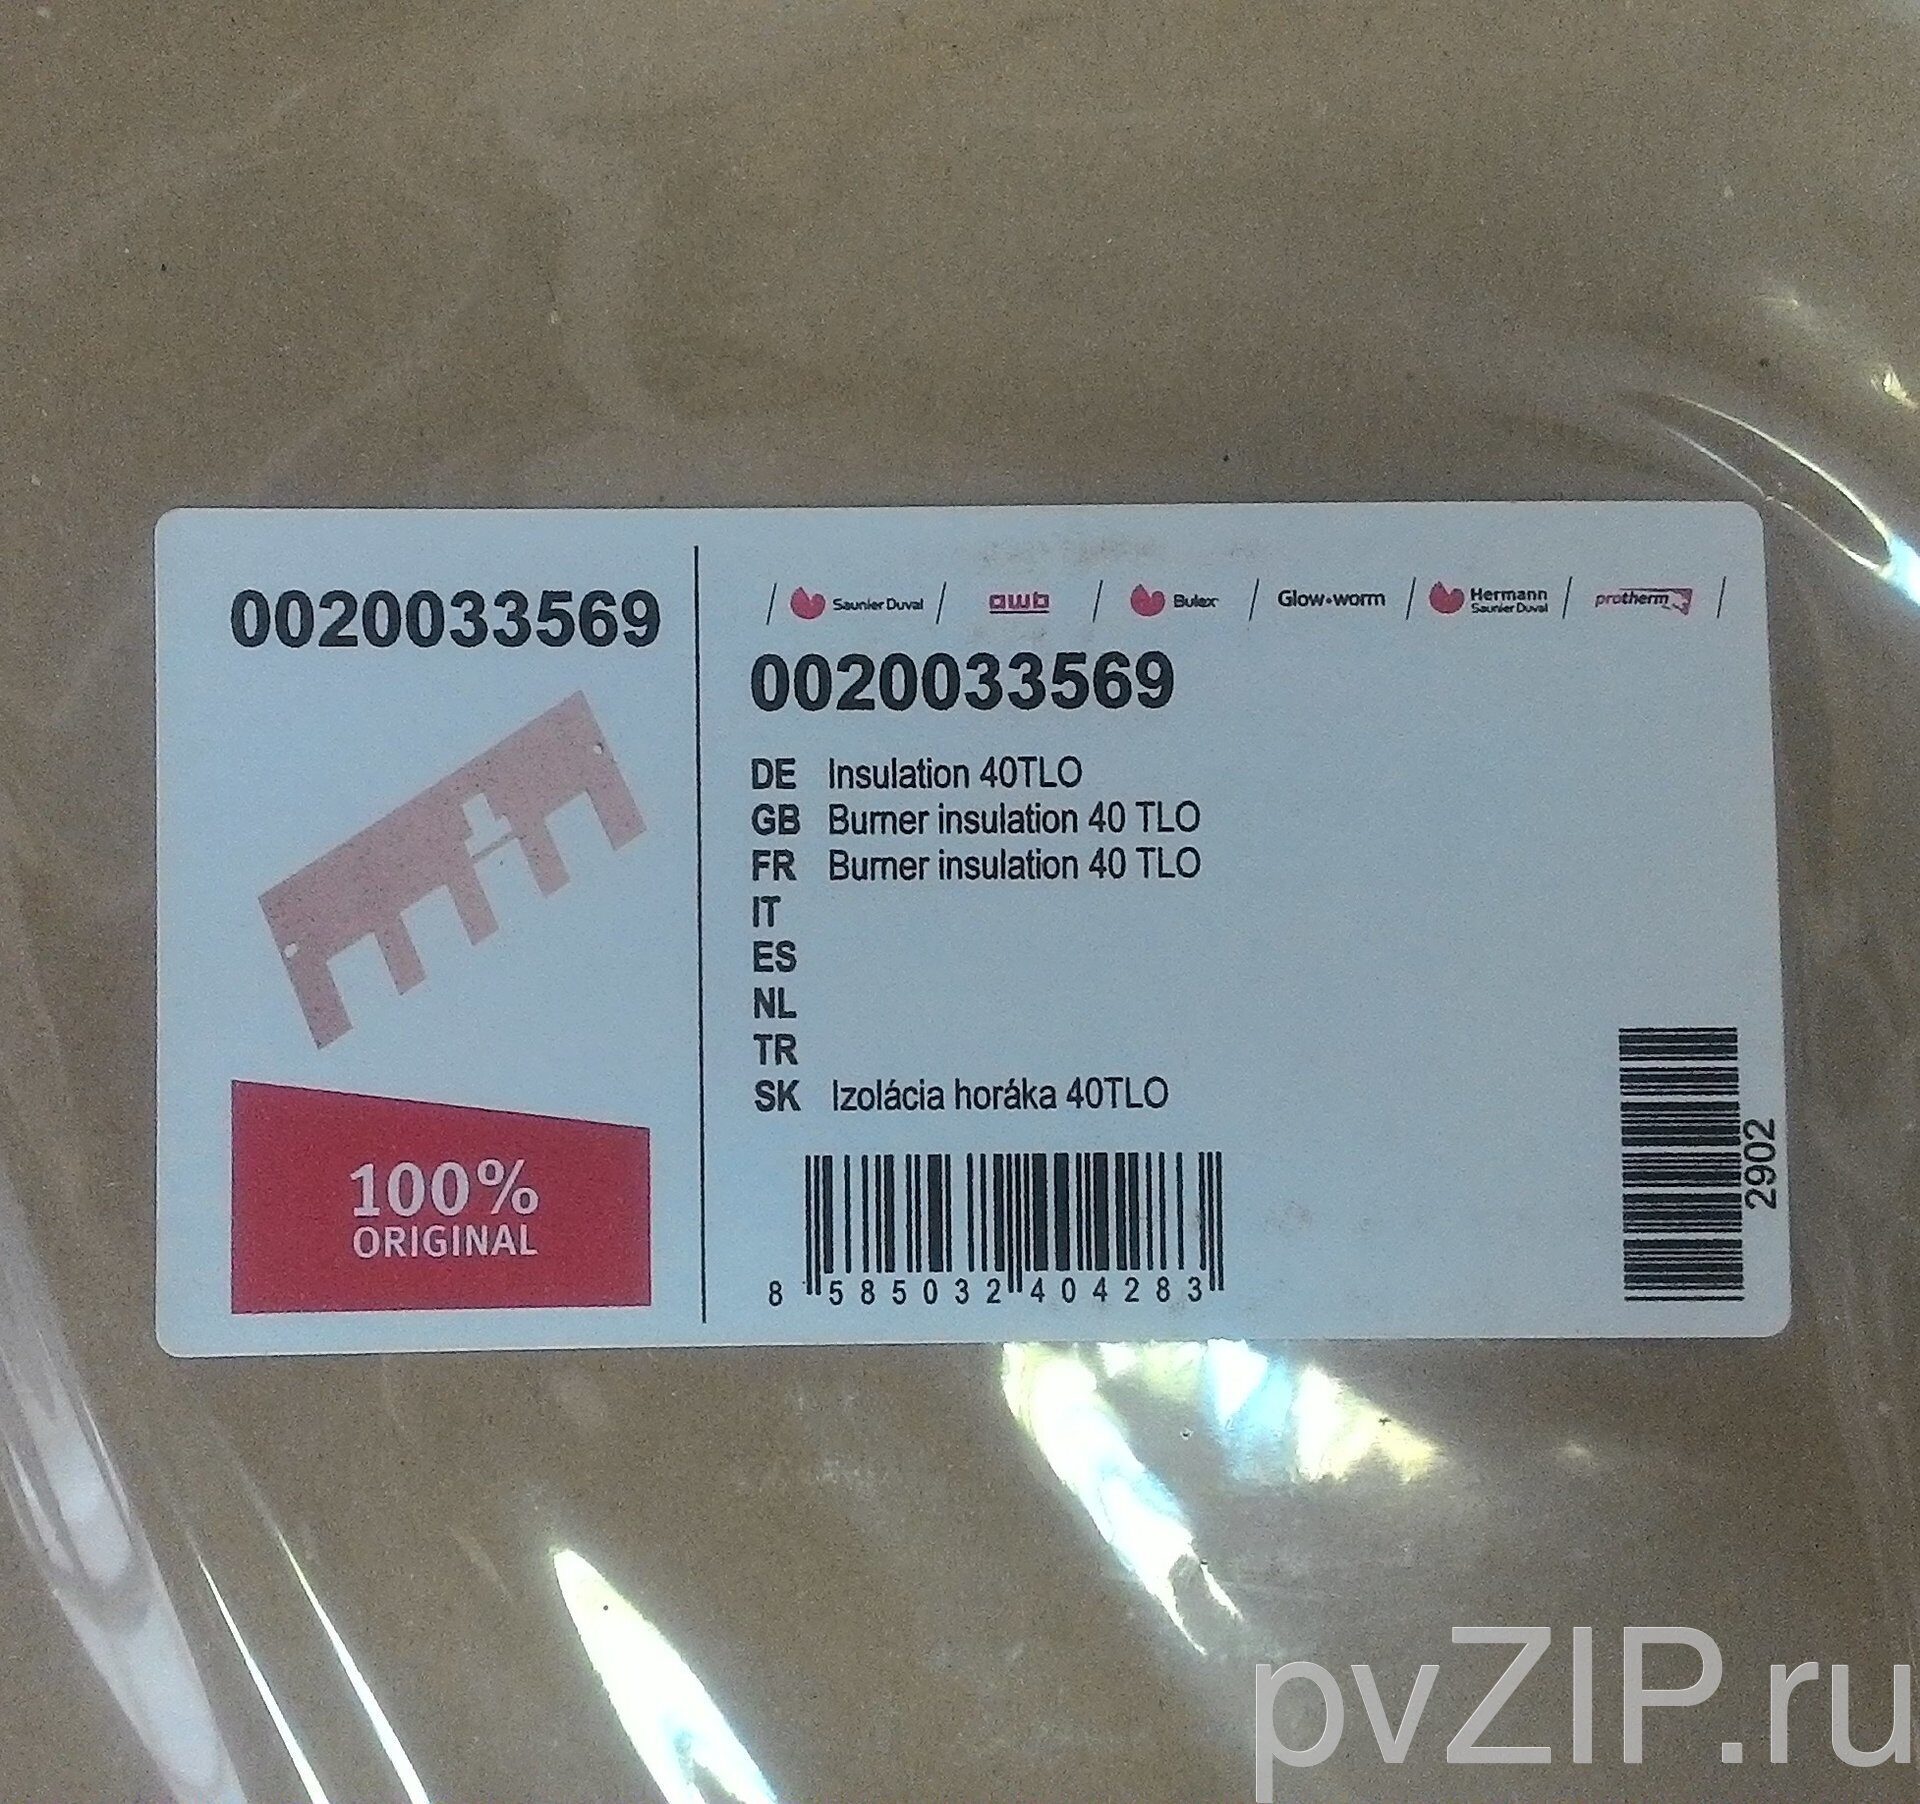 0020033569
100%
ORIGINAL
Saunier Duval / awb / Bulex / Glow-worm / Hermann Saunier Duval / protherm
0020033569
DE Insulation 40TLO
GB Burner insulation 40 TLO
FR Burner insulation 40 TLO
IT
ES
NL
TR
SK Izolácia horáka 40TLO
8 585032 404283
2902
pvZIP.ru